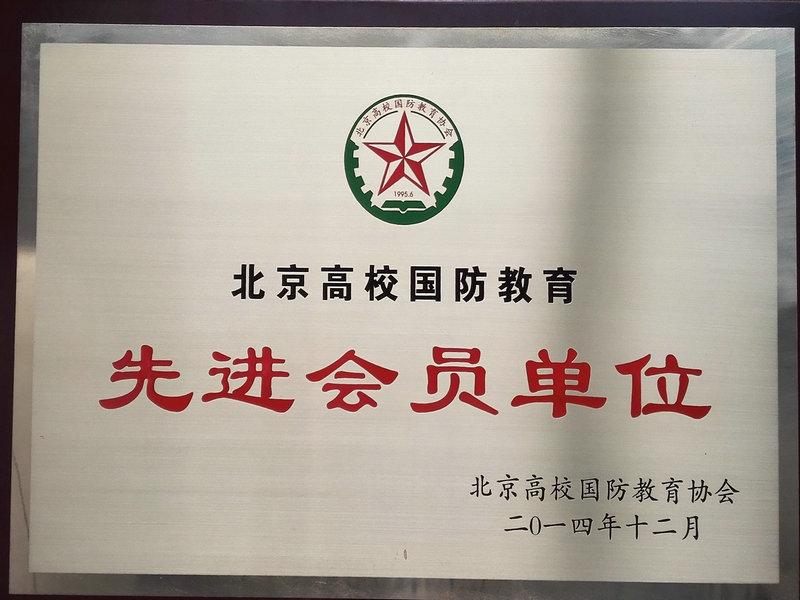 北京高校国防教育协会
1995.6
北京高校国防教育
先进会员单位
北京高校国防教育协会
二〇一四年十二月